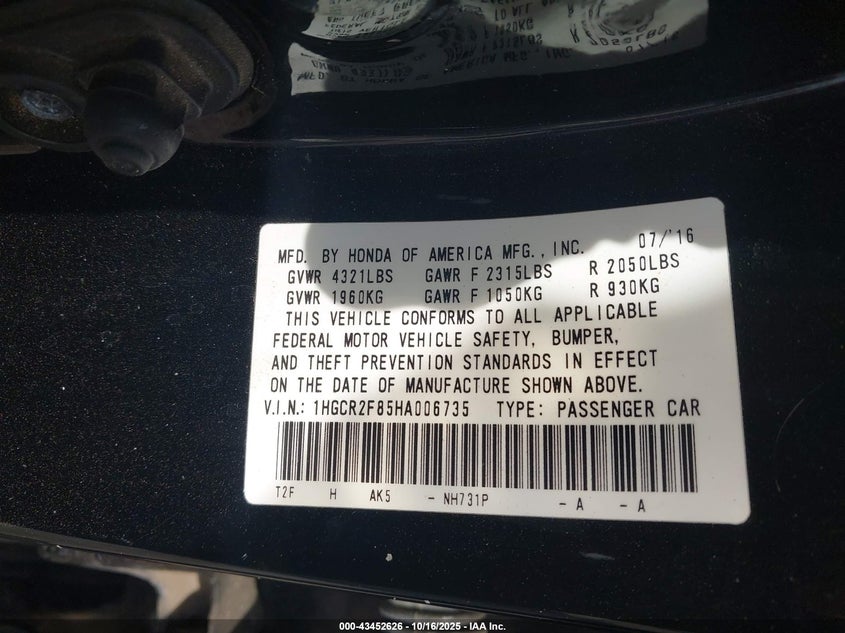 MFD. BY HONDA OF AMERICA MFG., INC. 07/'16
GVWR 4321LBS GAWR F 2315LBS R 2050LBS
GVWR 1960KG GAWR F 1050KG R 930KG
THIS VEHICLE CONFORMS TO ALL APPLICABLE
FEDERAL MOTOR VEHICLE SAFETY, BUMPER,
AND THEFT PREVENTION STANDARDS IN EFFECT
ON THE DATE OF MANUFACTURE SHOWN ABOVE.
V.I.N.: 1HGCR2F85HA006735 TYPE: PASSENGER CAR
T2F H AK5 - NH731P - A - A
000-43452626 - 10/16/2025 - IAA Inc.